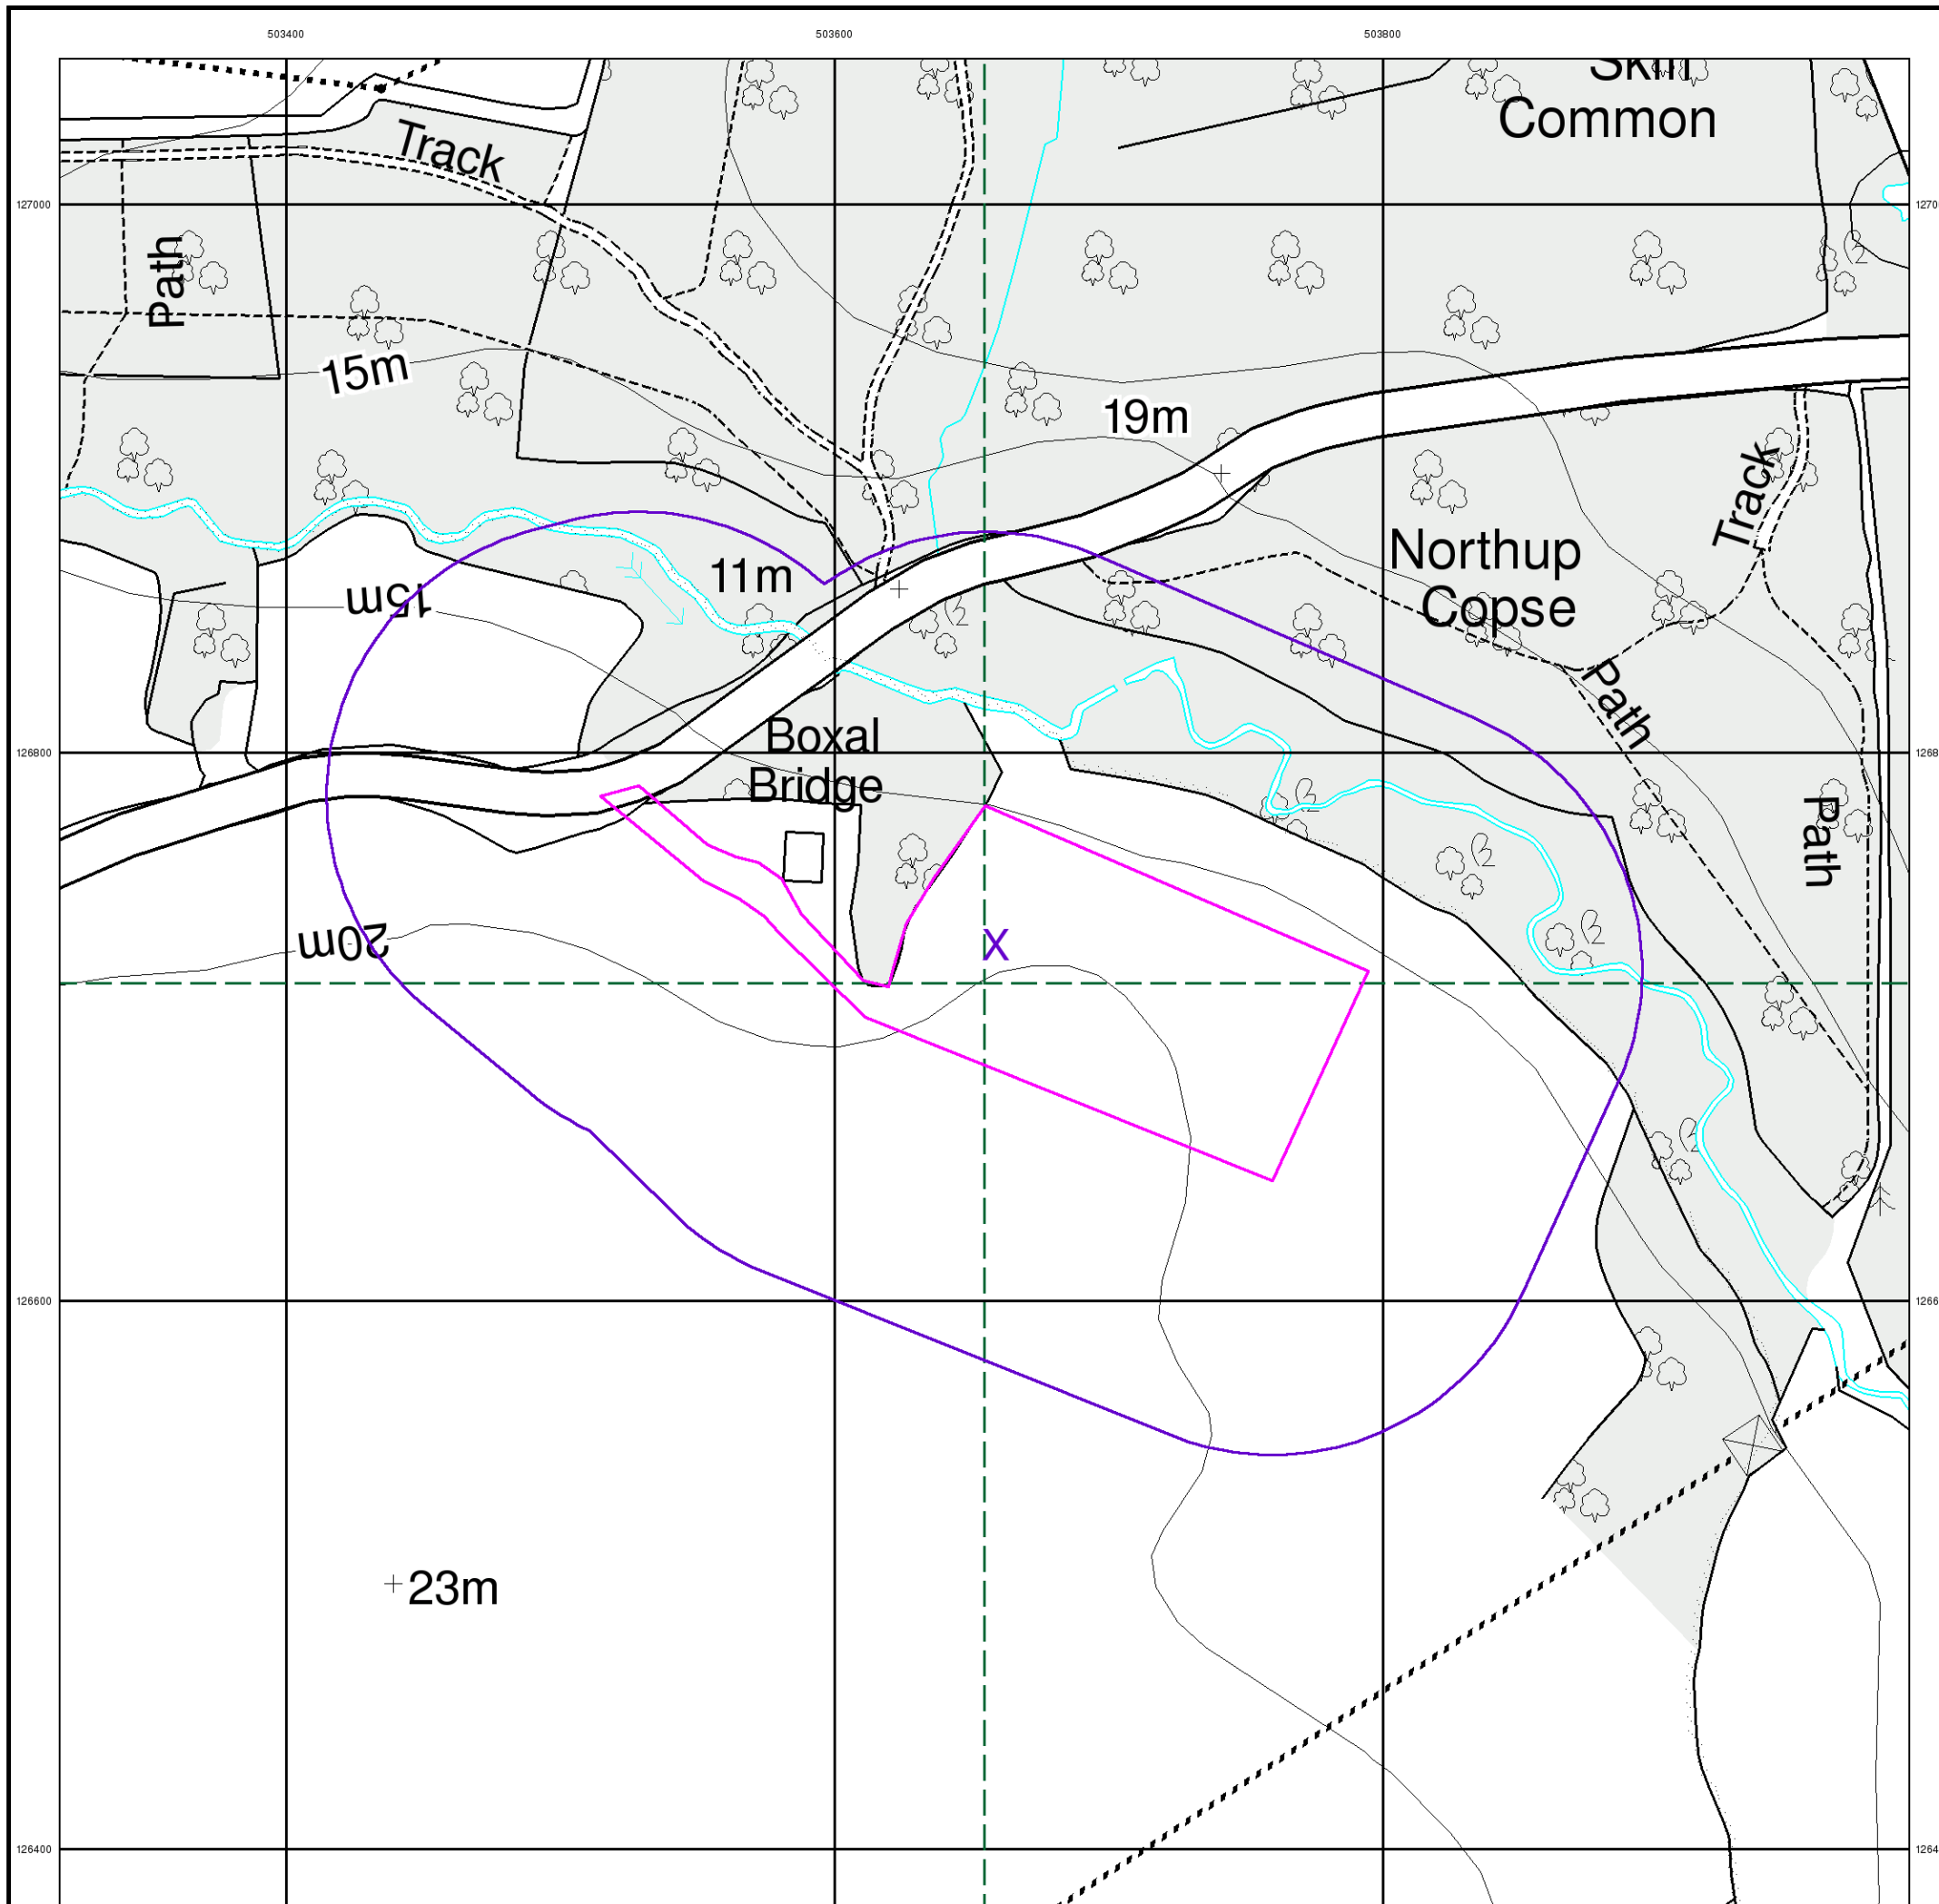 503400
503600
503800
Common
Track
127000
Path
15m
19m
Track
Northup
Copse
11m
15m
Path
Boxal
Bridge
126800
Path
20m
X
126600
23m
126400